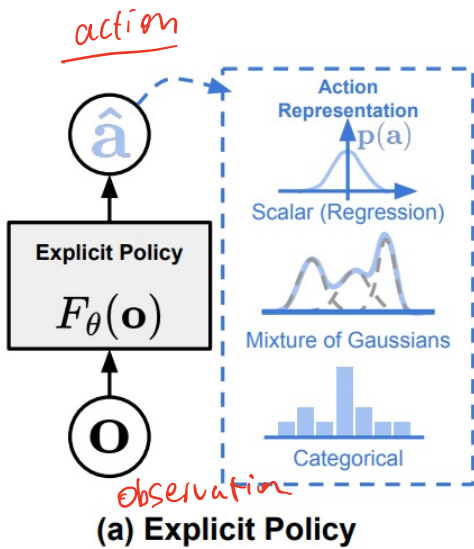 action
â
Action
Representation
p(a)
Scalar (Regression)
Explicit Policy
F_θ(o)
Mixture of Gaussians
o
Categorical
observation
(a) Explicit Policy